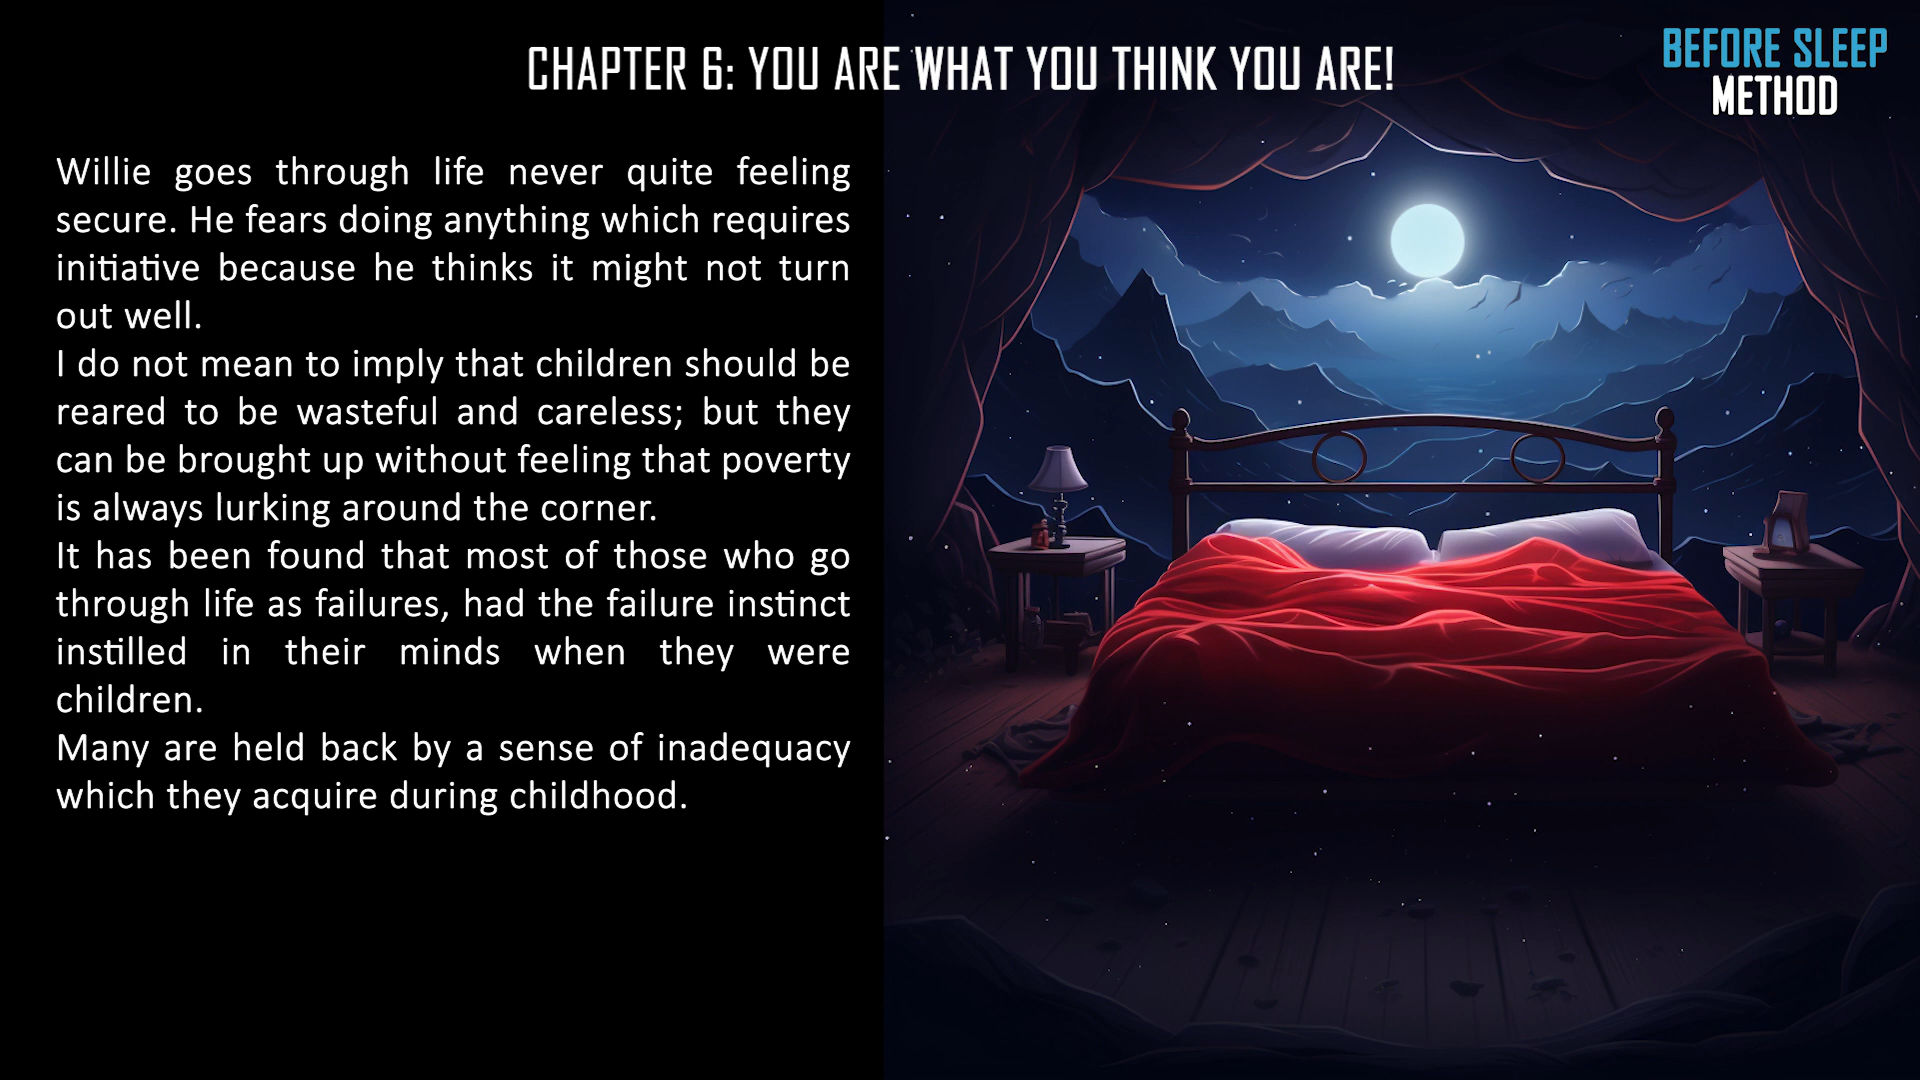 CHAPTER 6: YOU ARE WHAT YOU THINK YOU ARE!
BEFORE SLEEP
METHOD
Willie goes through life never quite feeling
secure. He fears doing anything which requires
initiative because he thinks it might not turn
out well.
I do not mean to imply that children should be
reared to be wasteful and careless; but they
can be brought up without feeling that poverty
is always lurking around the corner.
It has been found that most of those who go
through life as failures, had the failure instinct
instilled in their minds when they were
children.
Many are held back by a sense of inadequacy
which they acquire during childhood.